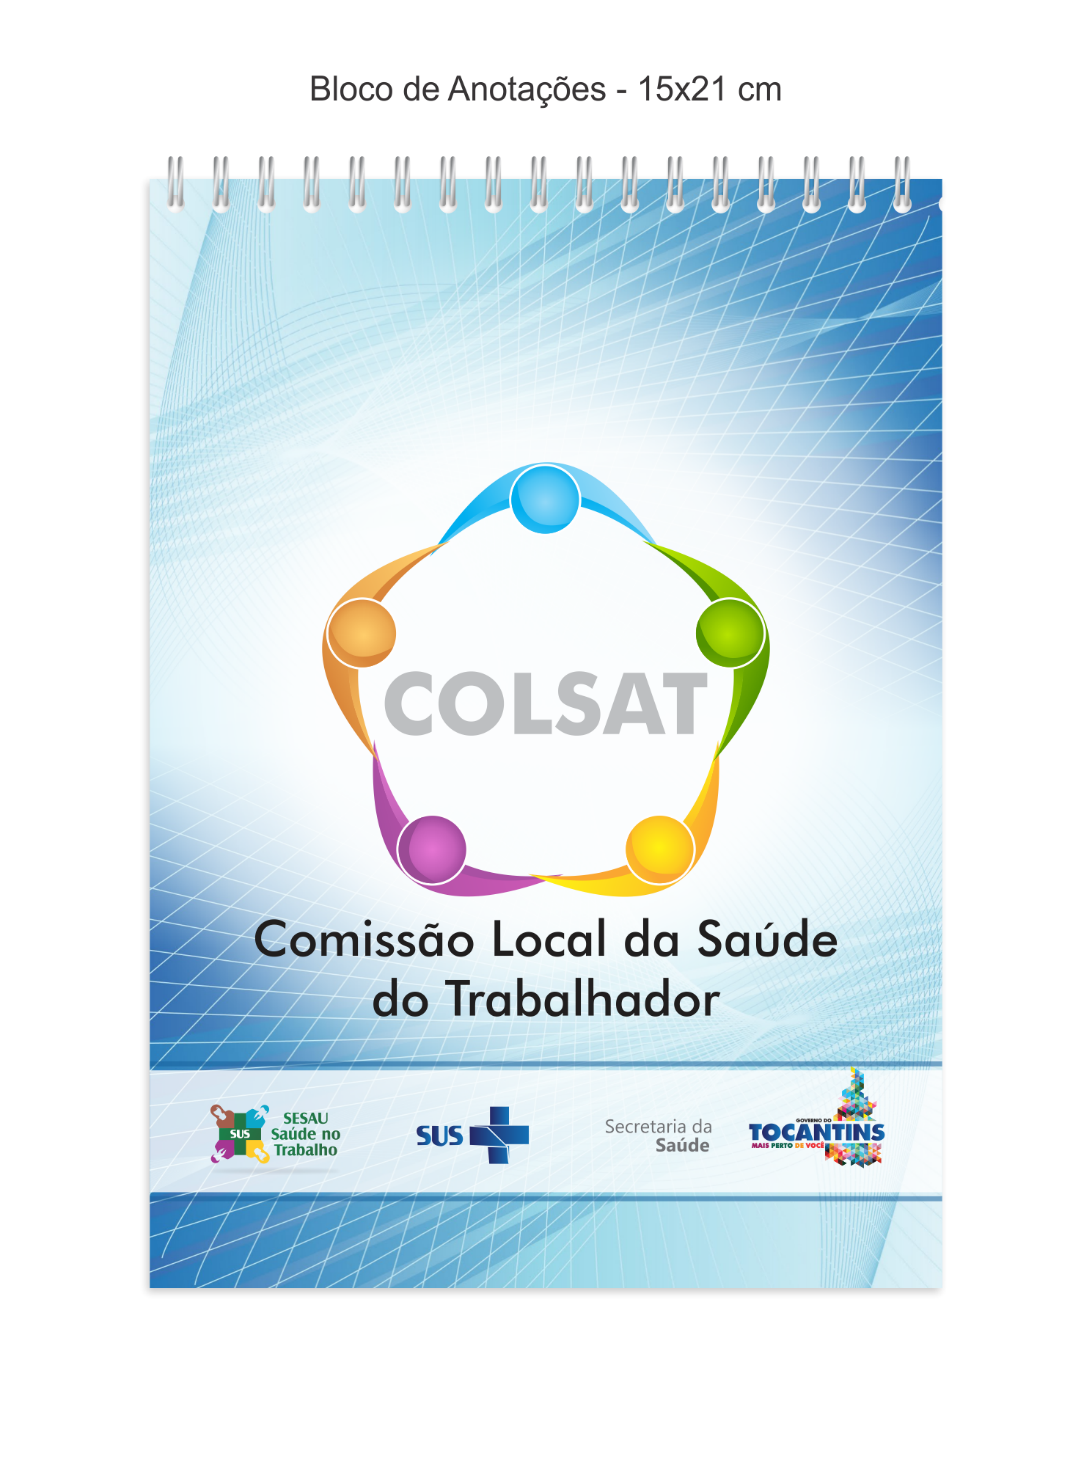 Bloco de Anotações - 15x21 cm
COLSAT
Comissão Local da Saúde
do Trabalhador
SUS
SESAU
Saúde no
Trabalho
SUS
Secretaria da
Saúde
GOVERNO DO
TOCANTINS
MAIS PERTO DE VOCÊ